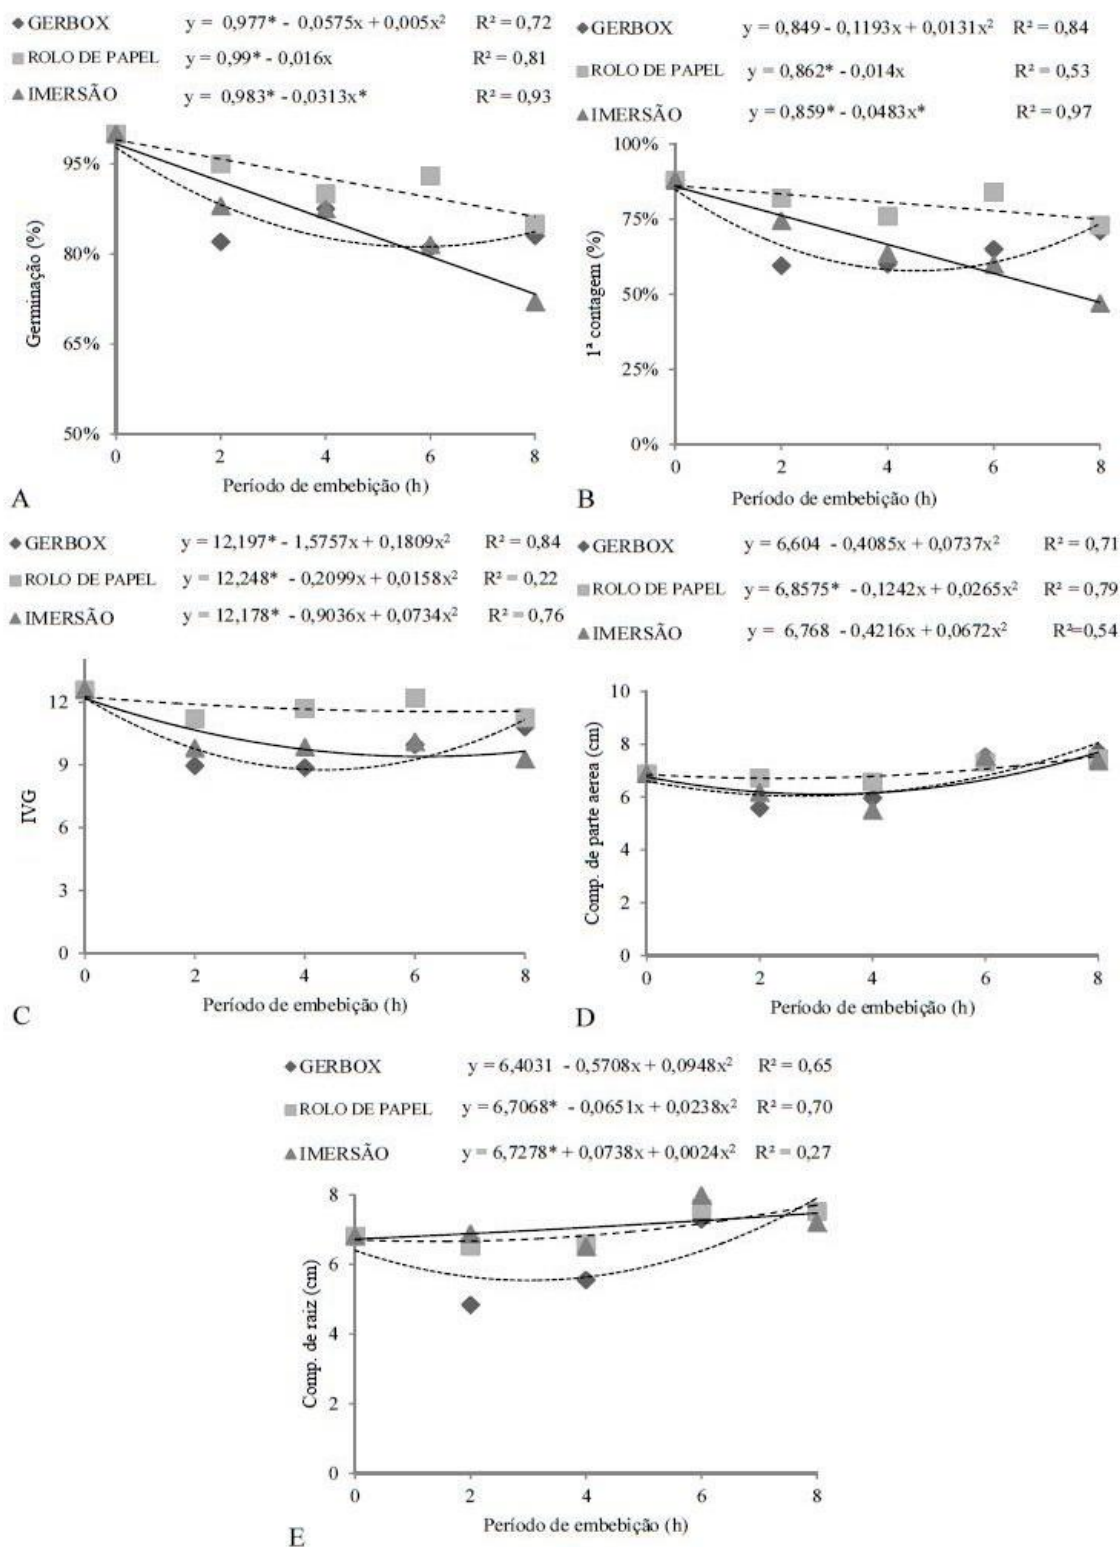 GERBOX y = 0,977* - 0,0575x + 0,005x² R² = 0,72
ROLO DE PAPEL y = 0,99* - 0,016x R² = 0,81
IMERSÃO y = 0,983* - 0,0313x* R² = 0,93
95%
80%
65%
50%
Germinação (%)
0 2 4 6 8
Período de embebição (h)
A
GERBOX y = 0,849 - 0,1193x + 0,0131x² R² = 0,84
ROLO DE PAPEL y = 0,862* - 0,014x R² = 0,53
IMERSÃO y = 0,859* - 0,0483x* R² = 0,97
100%
75%
50%
25%
0%
1ª contagem (%)
0 2 4 6 8
Período de embebição (h)
B
GERBOX y = 12,197* - 1,5757x + 0,1809x² R² = 0,84
ROLO DE PAPEL y = 12,248* - 0,2099x + 0,0158x² R² = 0,22
IMERSÃO y = 12,178* - 0,9036x + 0,0734x² R² = 0,76
12
9
6
3
0
IVG
0 2 4 6 8
Período de embebição (h)
C
GERBOX y = 6,604 - 0,4085x + 0,0737x² R² = 0,71
ROLO DE PAPEL y = 6,8575* - 0,1242x + 0,0265x² R² = 0,79
IMERSÃO y = 6,768 - 0,4216x + 0,0672x² R²=0,54
10
8
6
4
2
0
Comp. de parte aerea (cm)
0 2 4 6 8
Período de embebição (h)
D
GERBOX y = 6,4031 - 0,5708x + 0,0948x² R² = 0,65
ROLO DE PAPEL y = 6,7068* - 0,0651x + 0,0238x² R² = 0,70
IMERSÃO y = 6,7278* + 0,0738x + 0,0024x² R² = 0,27
8
6
4
2
0
Comp. de raiz (cm)
0 2 4 6 8
Período de embebição (h)
E